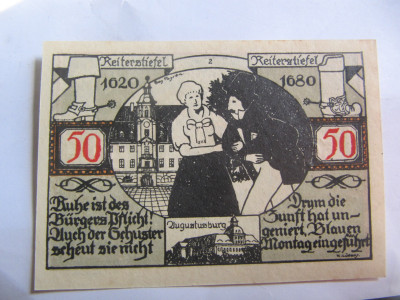 Reiterstiefel 2 Reiterstiefel
1620 1680
50 50
Ruhe ist des
Bürgers Pflicht!
Auch der Schuster
scheut sie nicht
Augustusburg
Drum die
Zunft hat un-
geniert, Blauen
Montag eingeführt